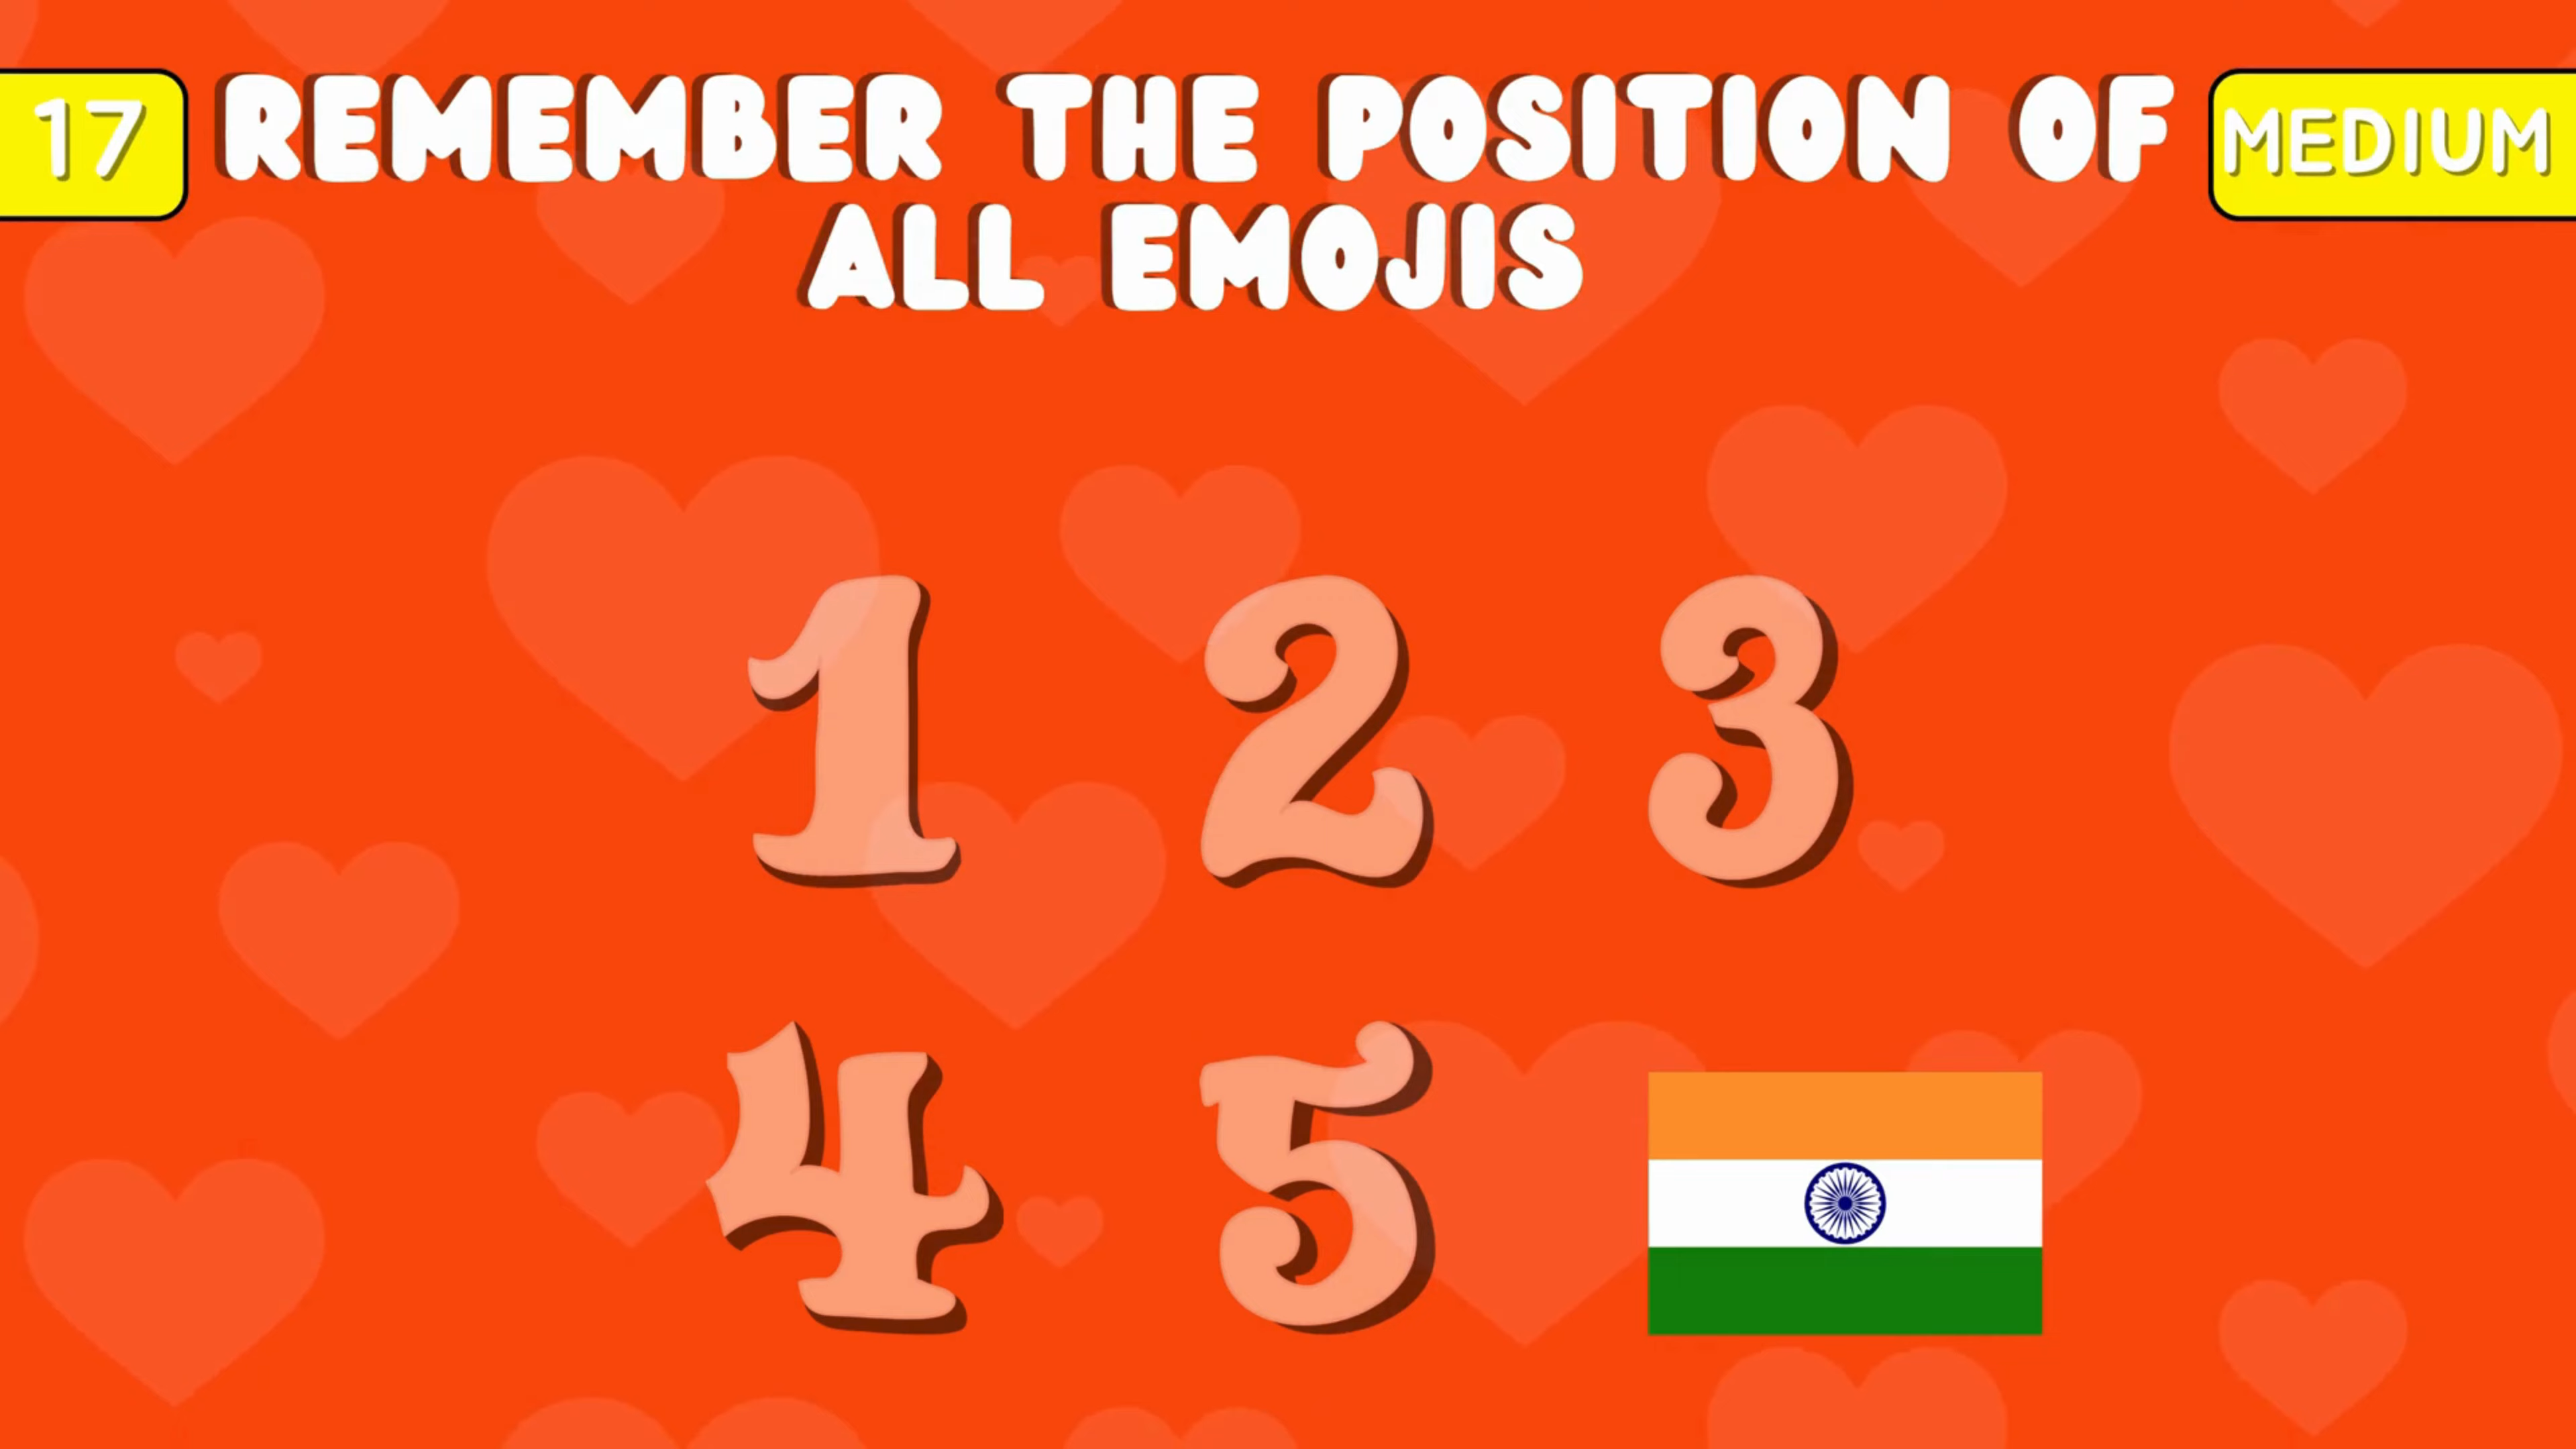 17
REMEMBER THE POSITION OF
MEDIUM
ALL EMOJIS
1 2 3
4 5